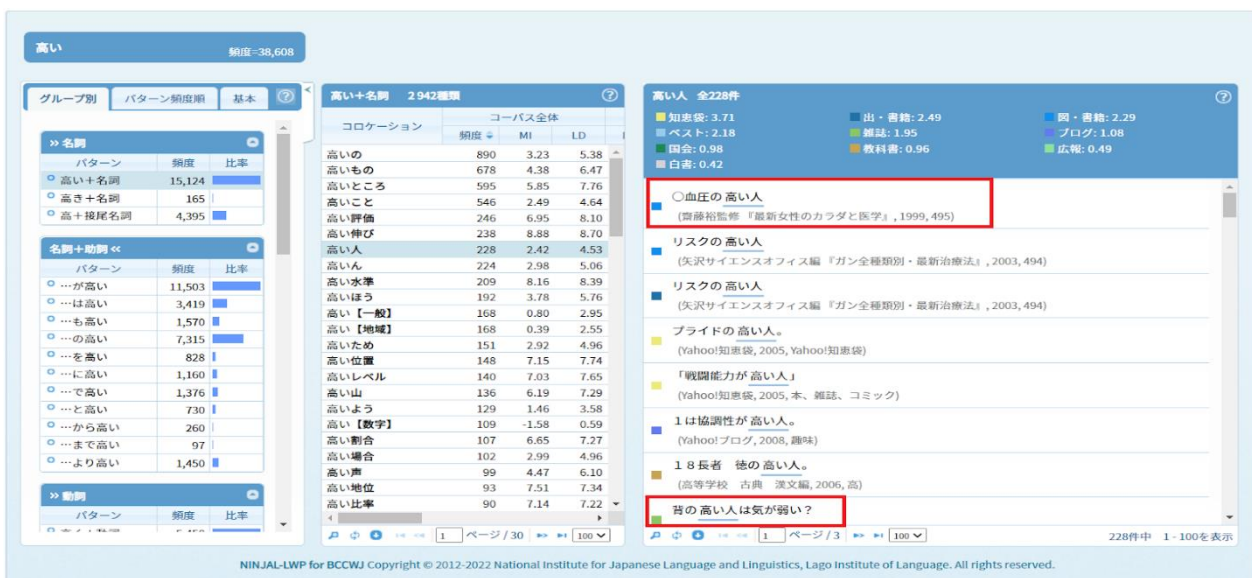 高い 頻度=38,608
グループ別 パターン頻度順 基本 ?
» 名詞
パターン 頻度 比率
高い+名詞 15,124
高き+名詞 165
高+接尾名詞 4,395
名詞+助詞 «
パターン 頻度 比率
…が高い 11,503
…は高い 3,419
…も高い 1,570
…の高い 7,315
…を高い 828
…に高い 1,160
…で高い 1,376
…と高い 730
…から高い 260
…まで高い 97
…より高い 1,450
» 動詞
パターン 頻度 比率
高い+名詞 2942種類 ?
コロケーション コーパス全体
頻度 MI LD
高いの 890 3.23 5.38
高いもの 678 4.38 6.47
高いところ 595 5.85 7.76
高いこと 546 2.49 4.64
高い評価 246 6.95 8.10
高い伸び 238 8.88 8.70
高い人 228 2.42 4.53
高いん 224 2.98 5.06
高い水準 209 8.16 8.39
高いほう 192 3.78 5.76
高い【一般】 168 0.80 2.95
高い【地域】 168 0.39 2.55
高いため 151 2.92 4.96
高い位置 148 7.15 7.74
高いレベル 140 7.03 7.65
高い山 136 6.19 7.29
高いよう 129 1.46 3.58
高い【数字】 109 -1.58 0.59
高い割合 107 6.65 7.27
高い場合 102 2.99 4.96
高い声 99 4.47 6.10
高い地位 93 7.51 7.34
高い比率 90 7.14 7.22
1 ページ / 30 100
高い人 全228件 ?
知恵袋: 3.71 出・書籍: 2.49 図・書籍: 2.29
ベスト: 2.18 雑誌: 1.95 ブログ: 1.08
国会: 0.98 教科書: 0.96 広報: 0.49
白書: 0.42
○血圧の 高い人
(齋藤裕監修 『最新女性のカラダと医学』, 1999, 495)
リスクの 高い人
(矢沢サイエンスオフィス編 『ガン全種類別・最新治療法』, 2003, 494)
リスクの 高い人
(矢沢サイエンスオフィス編 『ガン全種類別・最新治療法』, 2003, 494)
プライドの 高い人。
(Yahoo!知恵袋, 2005, Yahoo!知恵袋)
「戦闘能力が 高い人」
(Yahoo!知恵袋, 2005, 本、雑誌、コミック)
1は協調性が 高い人。
(Yahoo!ブログ, 2008, 趣味)
18長者 徳の 高い人。
(高等学校 古典 漢文編, 2006, 高)
背の 高い人は気が弱い?
1 ページ / 3 100 228件中 1 - 100を表示
NINJAL-LWP for BCCWJ Copyright © 2012-2022 National Institute for Japanese Language and Linguistics, Lago Institute of Language. All rights reserved.